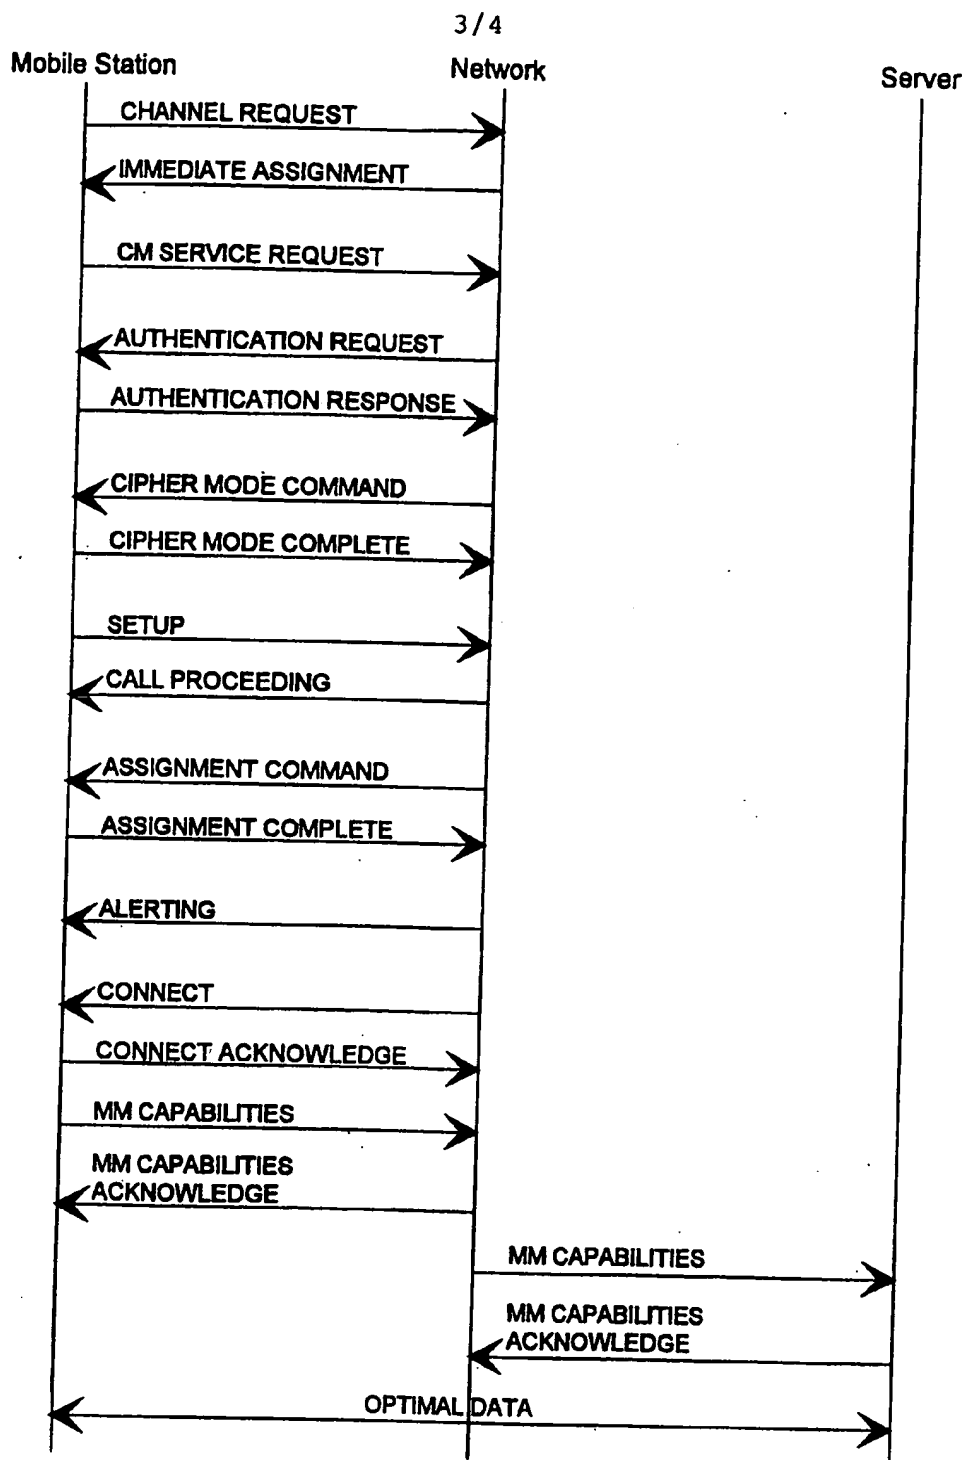 3/4
Mobile Station
Network
Server
CHANNEL REQUEST
IMMEDIATE ASSIGNMENT
CM SERVICE REQUEST
AUTHENTICATION REQUEST
AUTHENTICATION RESPONSE
CIPHER MODE COMMAND
CIPHER MODE COMPLETE
SETUP
CALL PROCEEDING
ASSIGNMENT COMMAND
ASSIGNMENT COMPLETE
ALERTING
CONNECT
CONNECT ACKNOWLEDGE
MM CAPABILITIES
MM CAPABILITIES
ACKNOWLEDGE
MM CAPABILITIES
MM CAPABILITIES
ACKNOWLEDGE
OPTIMAL DATA